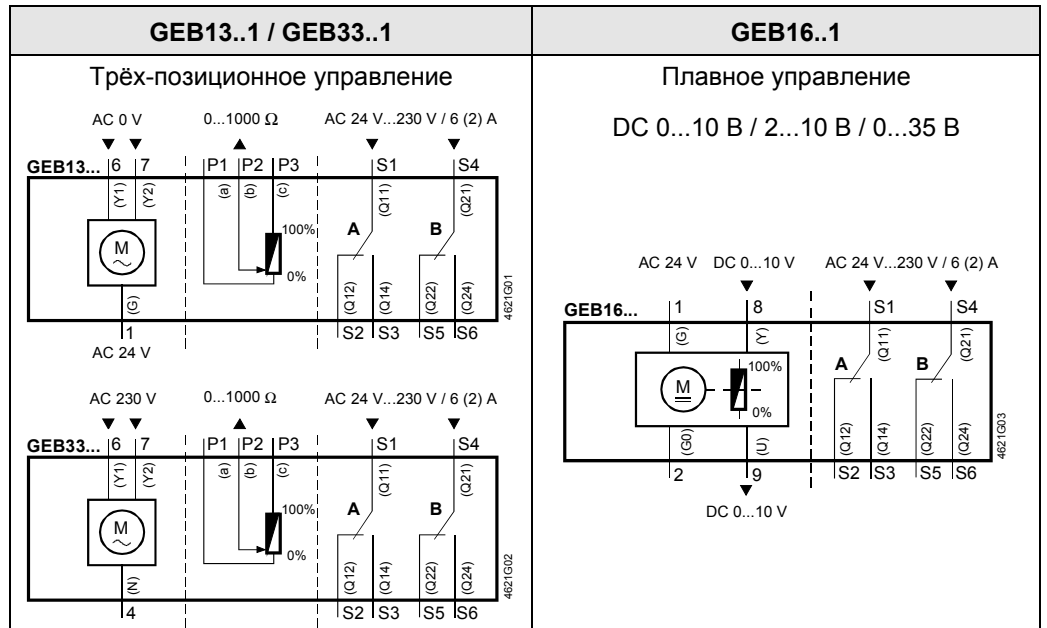 GEB13..1 / GEB33..1
GEB16..1
Трёх-позиционное управление
AC 0 V 0...1000 Ω AC 24 V...230 V / 6 (2) A
GEB13... 6 7 P1 P2 P3 S1 S4
(Y1) (Y2) (a) (b) (c) (Q11) (Q21)
M A B
100%
0%
(G) (Q12) (Q14) (Q22) (Q24)
1 S2 S3 S5 S6
AC 24 V
4621G01
AC 230 V 0...1000 Ω AC 24 V...230 V / 6 (2) A
GEB33... 6 7 P1 P2 P3 S1 S4
(Y1) (Y2) (a) (b) (c) (Q11) (Q21)
M A B
100%
0%
(N) (Q12) (Q14) (Q22) (Q24)
4 S2 S3 S5 S6
4621G02
Плавное управление
DC 0...10 В / 2...10 В / 0...35 В
AC 24 V DC 0...10 V AC 24 V...230 V / 6 (2) A
GEB16... 1 8 S1 S4
(G) (Y) (Q11) (Q21)
M A B
100%
0%
(G0) (U) (Q12) (Q14) (Q22) (Q24)
2 9 S2 S3 S5 S6
DC 0...10 V
4621G03